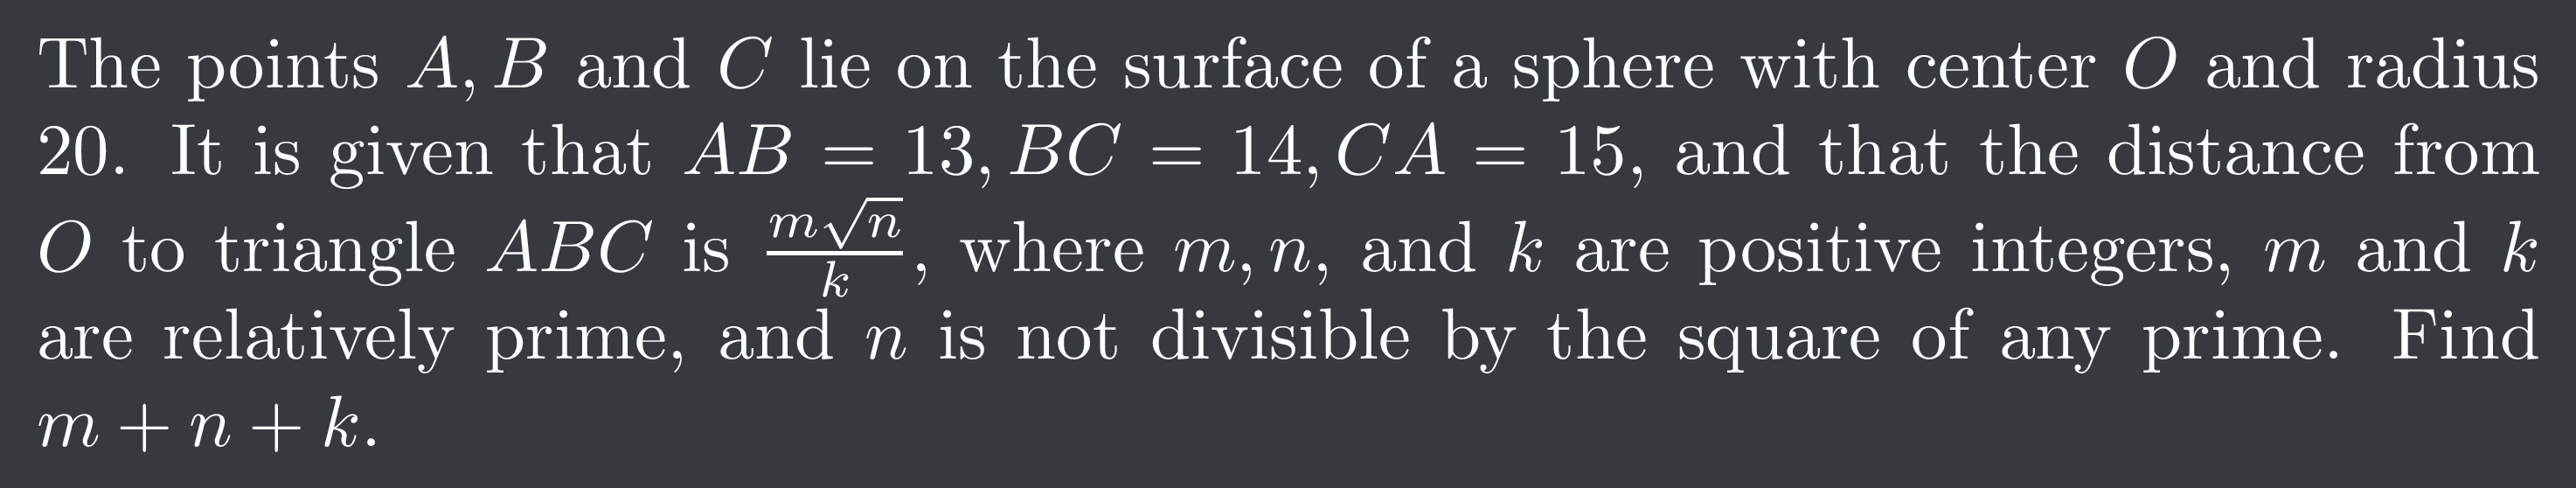 The points $A, B$ and $C$ lie on the surface of a sphere with center $O$ and radius
20. It is given that $AB = 13, BC = 14, CA = 15$, and that the distance from
$O$ to triangle $ABC$ is $\frac{m\sqrt{n}}{k}$, where $m, n$, and $k$ are positive integers, $m$ and $k$
are relatively prime, and $n$ is not divisible by the square of any prime. Find
$m + n + k$.